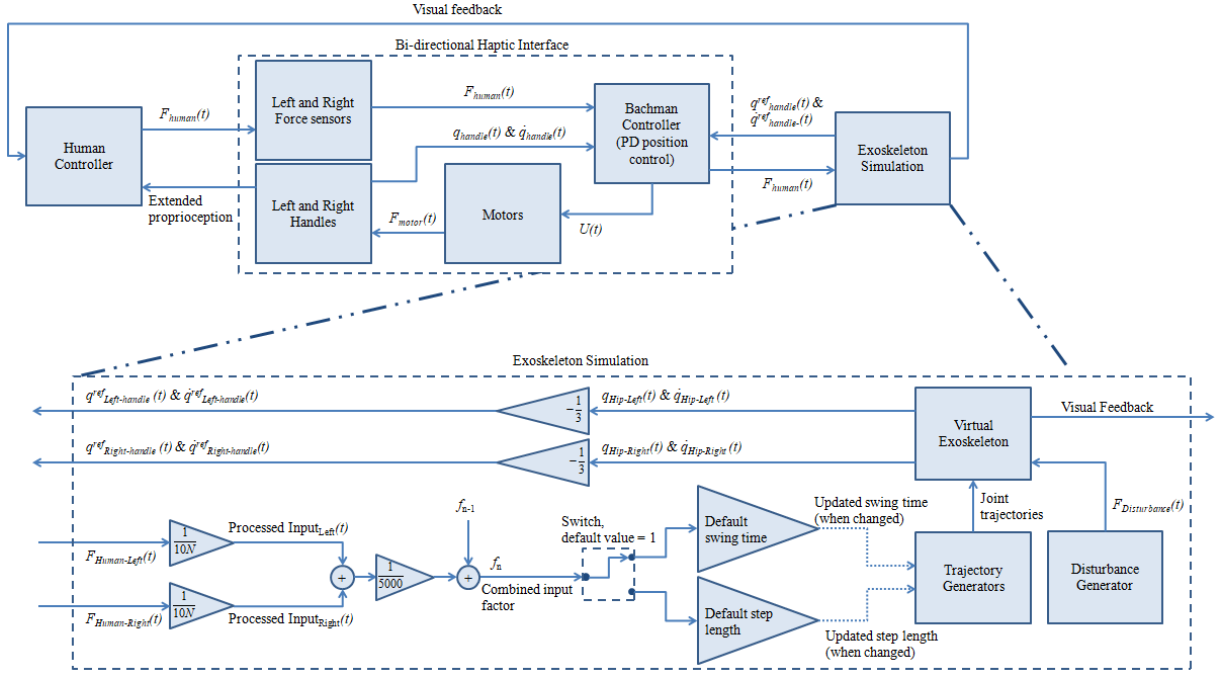 Visual feedback
Bi-directional Haptic Interface
Human
Controller
F_human(t)
Extended
proprioception
Left and Right
Force sensors
Left and Right
Handles
F_human(t)
q_handle(t) & q̇_handle(t)
F_motor(t)
Motors
U(t)
Bachman
Controller
(PD position
control)
q^ref_handle(t) &
q̇^ref_handle-(t)
F_human(t)
Exoskeleton
Simulation
Exoskeleton Simulation
q^ref_Left-handle (t) & q̇^ref_Left-handle(t)
-1/3
q_Hip-Left(t) & q̇_Hip-Left(t)
q^ref_Right-handle (t) & q̇^ref_Right-handle(t)
-1/3
q_Hip-Right(t) & q̇_Hip-Right(t)
Virtual
Exoskeleton
Visual Feedback
F_Human-Left(t)
1/10N
Processed Input_Left(t)
F_Human-Right(t)
1/10N
Processed Input_Right(t)
+
1/5000
f_n-1
+
f_n
Combined input
factor
Switch,
default value = 1
Default
swing time
Default step
length
Updated swing time
(when changed)
Updated step length
(when changed)
Joint
trajectories
Trajectory
Generators
F_Disturbance(t)
Disturbance
Generator